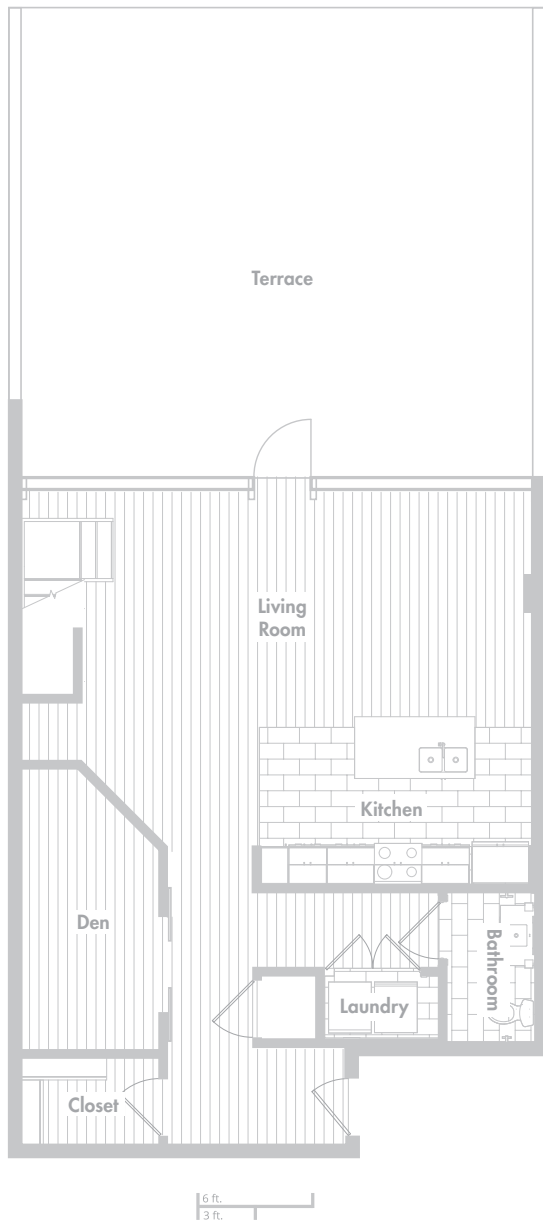 Terrace
Living
Room
Kitchen
Den
Bathroom
Laundry
Closet
6 ft.
3 ft.